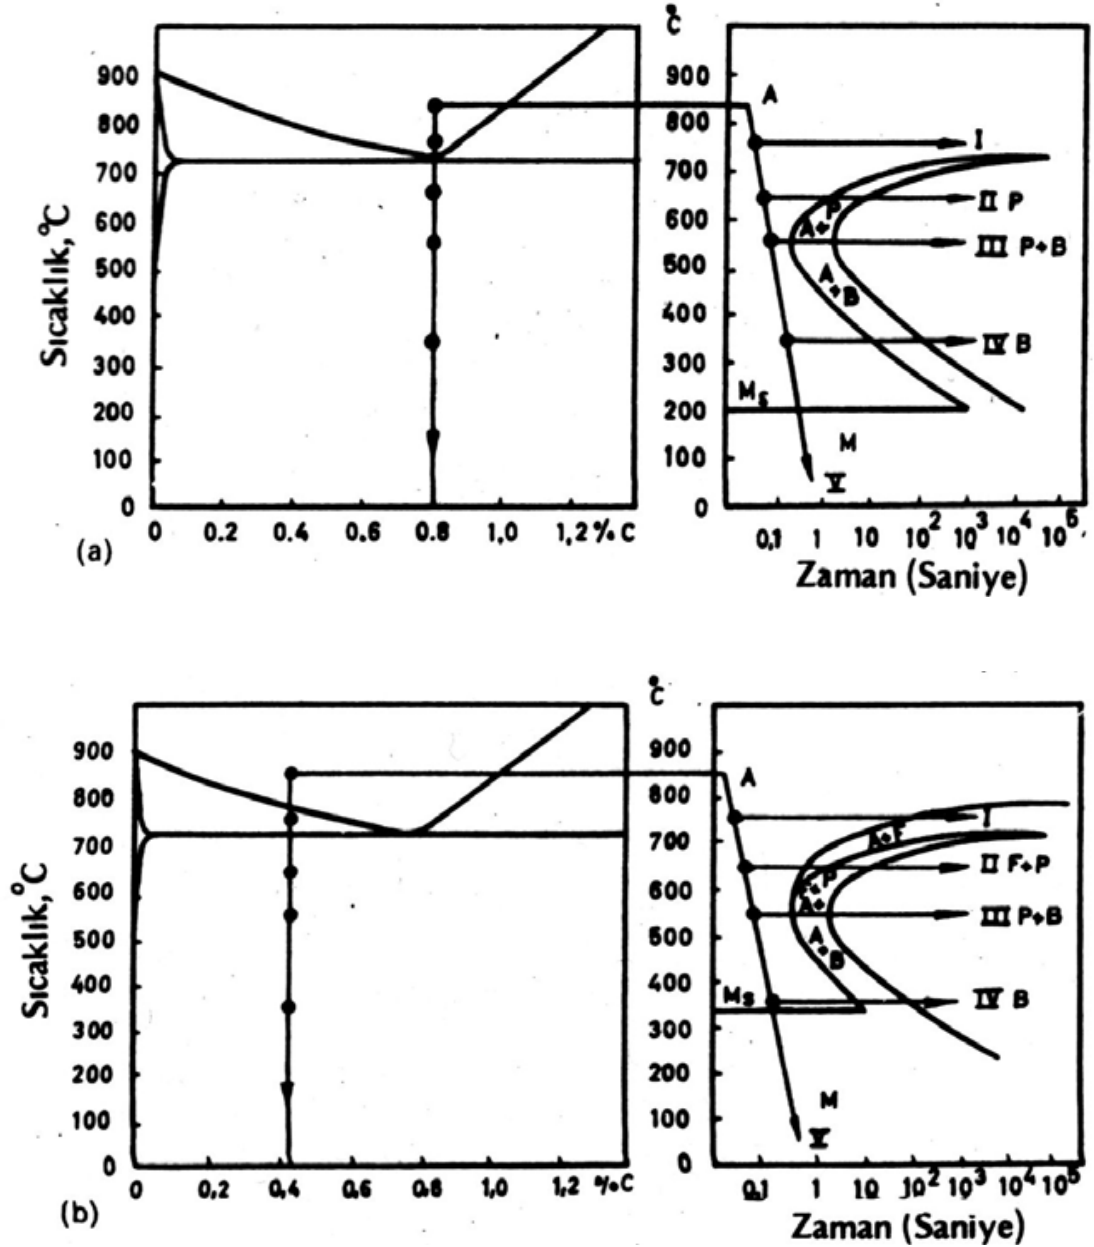 °C
900
800
700
600
500
400
300
200
100
0
Sıcaklık,°C
0 0.2 0.4 0.6 0.8 1,0 1,2 % C
(a)
900
800
700
600
500
400
300
200
100
0
A
I
II P
III P+B
IV B
A+P
A+B
Ms
M
V
0,1 1 10 10² 10³ 10⁴ 10⁵
Zaman (Saniye)
°C
900
800
700
600
500
400
300
200
100
0
Sıcaklık,°C
0 0,2 0,4 0,6 0,8 1,0 1,2 %C
(b)
900
800
700
600
500
400
300
200
100
0
A
I
A+F
II F+P
III P+B
A+B
Ms
IV B
M
V
0,1 1 10 10² 10³ 10⁴ 10⁵
Zaman (Saniye)